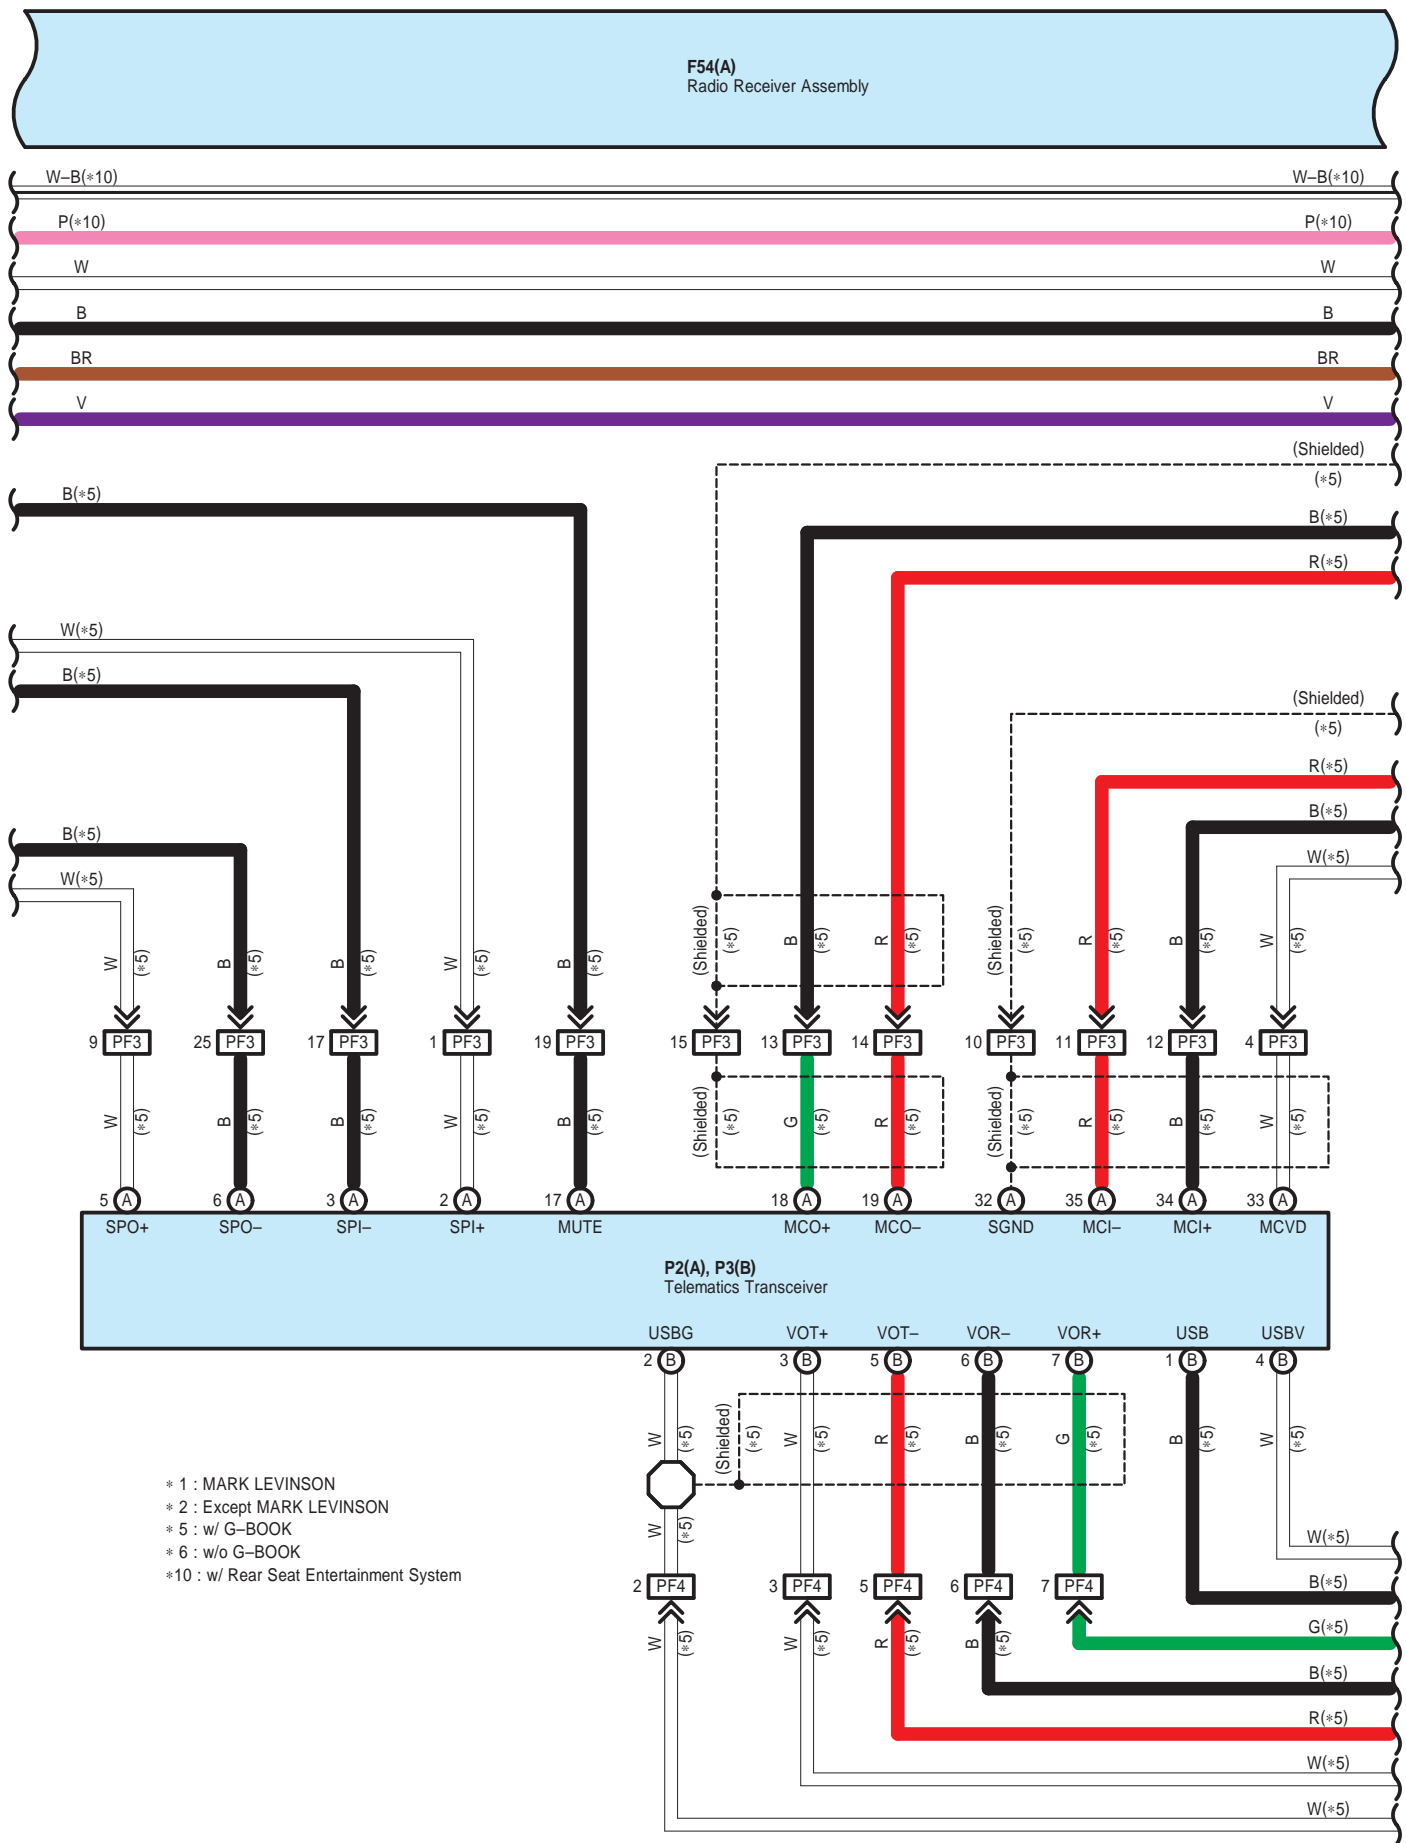 F54(A)
Radio Receiver Assembly
W–B(*10) W–B(*10)
P(*10) P(*10)
W W
B B
BR BR
V V
(Shielded)
(*5)
B(*5) B(*5)
R(*5)
W(*5)
B(*5)
(Shielded)
(*5)
R(*5)
B(*5) B(*5)
W(*5) W(*5)
W (*5) B (*5) B (*5) W (*5) B (*5) (Shielded) (*5) B (*5) R (*5) (Shielded) (*5) R (*5) B (*5) W (*5)
9 PF3 25 PF3 17 PF3 1 PF3 19 PF3 15 PF3 13 PF3 14 PF3 10 PF3 11 PF3 12 PF3 4 PF3
W (*5) B (*5) B (*5) W (*5) B (*5) (Shielded) (*5) G (*5) R (*5) (Shielded) (*5) R (*5) B (*5) W (*5)
5 A 6 A 3 A 2 A 17 A 18 A 19 A 32 A 35 A 34 A 33 A
SPO+ SPO– SPI– SPI+ MUTE MCO+ MCO– SGND MCI– MCI+ MCVD
P2(A), P3(B)
Telematics Transceiver
USBG VOT+ VOT– VOR– VOR+ USB USBV
2 B 3 B 5 B 6 B 7 B 1 B 4 B
W (*5) (Shielded) (*5) W (*5) R (*5) B (*5) G (*5) B (*5) W (*5)
* 1 : MARK LEVINSON
* 2 : Except MARK LEVINSON
* 5 : w/ G–BOOK
* 6 : w/o G–BOOK
*10 : w/ Rear Seat Entertainment System
W (*5)
W(*5)
2 PF4 3 PF4 5 PF4 6 PF4 7 PF4
B(*5)
W (*5) W (*5) R (*5) B (*5)
G(*5)
B(*5)
R(*5)
W(*5)
W(*5)